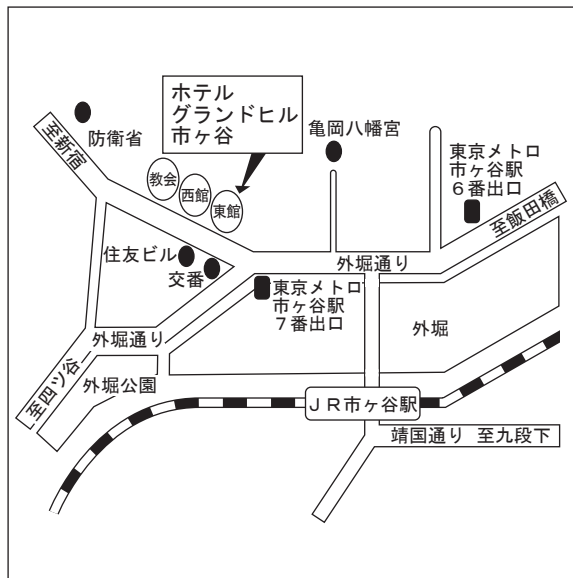 ホテル
グランドヒル
市ヶ谷
亀岡八幡宮
防衛省
至新宿
東京メトロ
市ヶ谷駅
6番出口
教会
西館
東館
至飯田橋
住友ビル
交番
外堀通り
東京メトロ
市ヶ谷駅
7番出口
外堀
外堀通り
至四ツ谷
外堀公園
JR市ヶ谷駅
靖国通り 至九段下